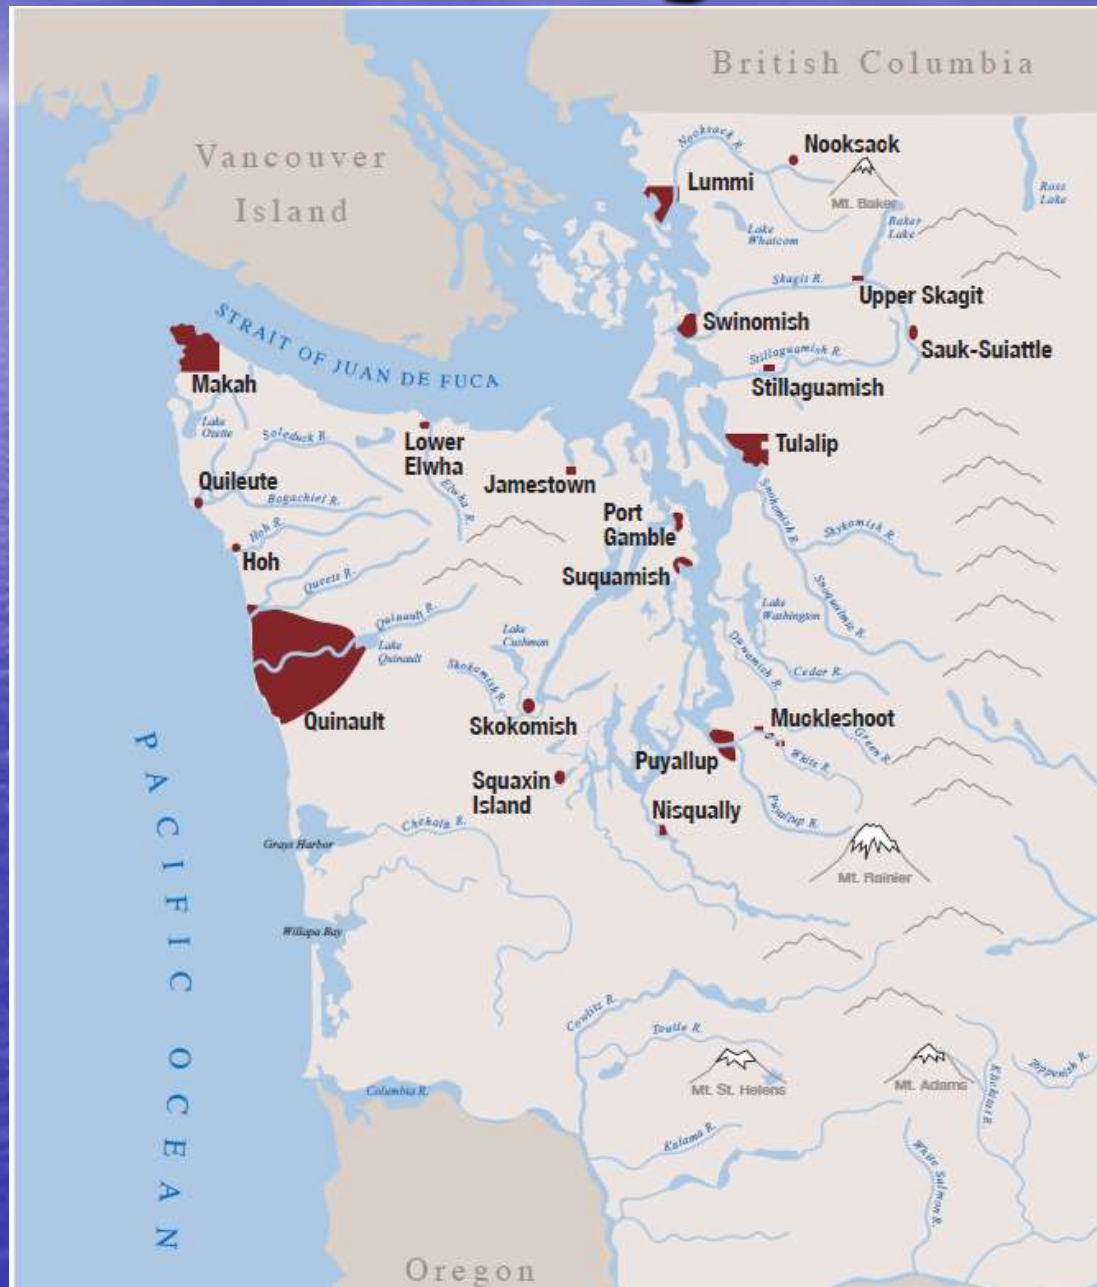 British Columbia
Vancouver
Island
Nooksack R.
Nooksack
Lummi
Mt. Baker
Ross
Lake
Baker
Lake
Lake
Whatcom
Skagit R.
Upper Skagit
Swinomish
Sauk-Suiattle
Stillaguamish R.
Stillaguamish
STRAIT OF JUAN DE FUCA
Makah
Lake
Ozette
Soleduck R.
Lower
Elwha
Elwha R.
Jamestown
Tulalip
Quileute
Bogachiel R.
Hoh R.
Hoh
Port
Gamble
Suquamish
Snohomish R.
Skykomish R.
Snoqualmie R.
Queets R.
Quinault R.
Lake
Quinault
Quinault
Lake
Cushman
Skokomish R.
Skokomish
Lake
Washington
Duwamish R.
Cedar R.
Muckleshoot
Green R.
White R.
Puyallup
Puyallup R.
Squaxin
Island
Nisqually
Chehalis R.
Grays Harbor
Mt. Rainier
Willapa Bay
PACIFIC OCEAN
Cowlitz R.
Toutle R.
Mt. St. Helens
Mt. Adams
Klickitat R.
Toppenish R.
Columbia R.
Kalama R.
White Salmon R.
Oregon